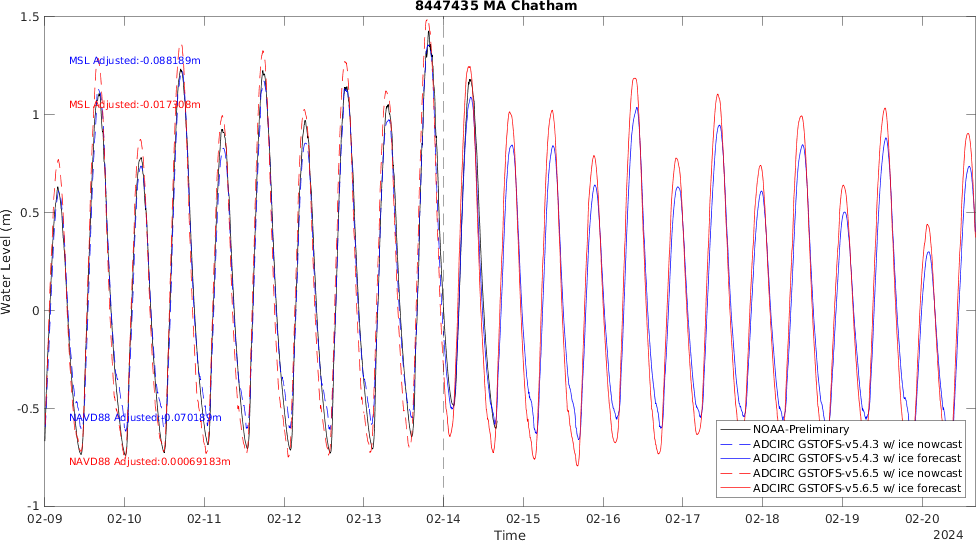 8447435 MA Chatham
1.5
1
0.5
0
-0.5
-1
Water Level (m)
MSL Adjusted:-0.088189m
MSL Adjusted:-0.017308m
NAVD88 Adjusted:-0.070189m
NAVD88 Adjusted:0.00069183m
NOAA-Preliminary
ADCIRC GSTOFS-v5.4.3 w/ ice nowcast
ADCIRC GSTOFS-v5.4.3 w/ ice forecast
ADCIRC GSTOFS-v5.6.5 w/ ice nowcast
ADCIRC GSTOFS-v5.6.5 w/ ice forecast
02-09 02-10 02-11 02-12 02-13 02-14 02-15 02-16 02-17 02-18 02-19 02-20
Time
2024